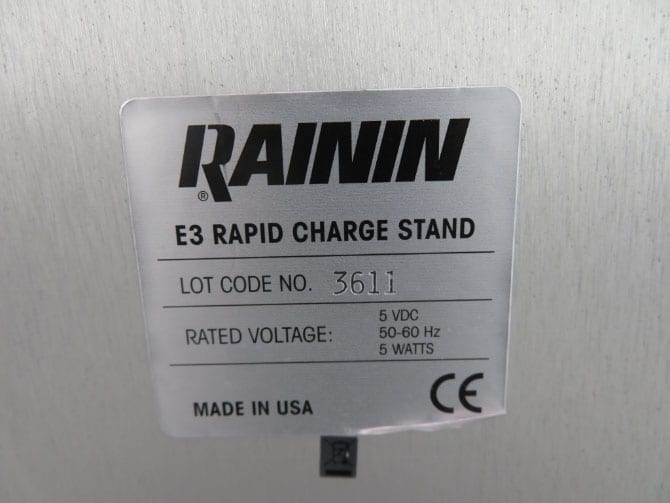 RAININ®
E3 RAPID CHARGE STAND
LOT CODE NO. 3611
RATED VOLTAGE: 5 VDC
50-60 Hz
5 WATTS
MADE IN USA CE